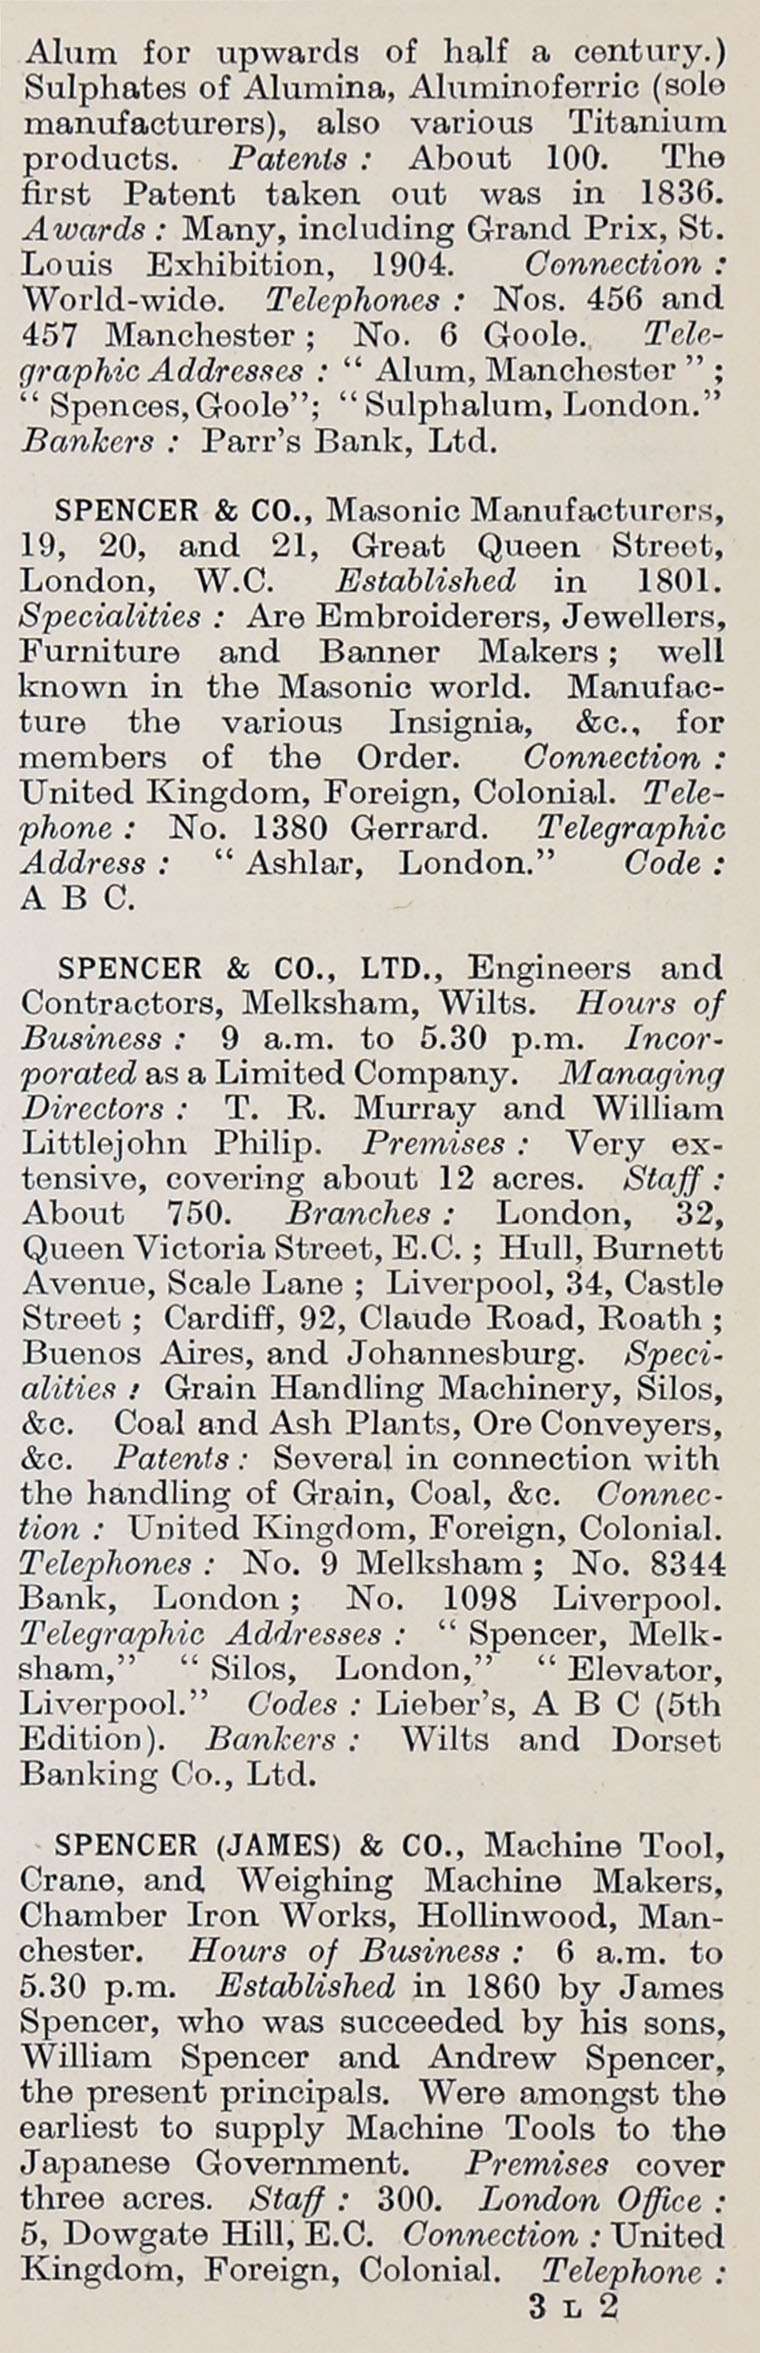 Alum for upwards of half a century.)
Sulphates of Alumina, Aluminoferric (sole
manufacturers), also various Titanium
products. Patents : About 100. The
first Patent taken out was in 1836.
Awards : Many, including Grand Prix, St.
Louis Exhibition, 1904. Connection :
World-wide. Telephones : Nos. 456 and
457 Manchester ; No. 6 Goole. Tele-
graphic Addresses : “ Alum, Manchester ” ;
“ Spences, Goole”; “ Sulphalum, London.”
Bankers : Parr's Bank, Ltd.
SPENCER & CO., Masonic Manufacturers,
19, 20, and 21, Great Queen Street,
London, W.C. Established in 1801.
Specialities : Are Embroiderers, Jewellers,
Furniture and Banner Makers ; well
known in the Masonic world. Manufac-
ture the various Insignia, &c., for
members of the Order. Connection :
United Kingdom, Foreign, Colonial. Tele-
phone : No. 1380 Gerrard. Telegraphic
Address : “ Ashlar, London.” Code :
A B C.
SPENCER & CO., LTD., Engineers and
Contractors, Melksham, Wilts. Hours of
Business : 9 a.m. to 5.30 p.m. Incor-
porated as a Limited Company. Managing
Directors : T. R. Murray and William
Littlejohn Philip. Premises : Very ex-
tensive, covering about 12 acres. Staff :
About 750. Branches : London, 32,
Queen Victoria Street, E.C. ; Hull, Burnett
Avenue, Scale Lane ; Liverpool, 34, Castle
Street ; Cardiff, 92, Claude Road, Roath ;
Buenos Aires, and Johannesburg. Speci-
alities : Grain Handling Machinery, Silos,
&c. Coal and Ash Plants, Ore Conveyers,
&c. Patents : Several in connection with
the handling of Grain, Coal, &c. Connec-
tion : United Kingdom, Foreign, Colonial.
Telephones : No. 9 Melksham ; No. 8344
Bank, London ; No. 1098 Liverpool.
Telegraphic Addresses : “ Spencer, Melk-
sham,” “ Silos, London,” “ Elevator,
Liverpool.” Codes : Lieber's, A B C (5th
Edition). Bankers : Wilts and Dorset
Banking Co., Ltd.
SPENCER (JAMES) & CO., Machine Tool,
Crane, and Weighing Machine Makers,
Chamber Iron Works, Hollinwood, Man-
chester. Hours of Business : 6 a.m. to
5.30 p.m. Established in 1860 by James
Spencer, who was succeeded by his sons,
William Spencer and Andrew Spencer,
the present principals. Were amongst the
earliest to supply Machine Tools to the
Japanese Government. Premises cover
three acres. Staff : 300. London Office :
5, Dowgate Hill, E.C. Connection : United
Kingdom, Foreign, Colonial. Telephone :
3 L 2